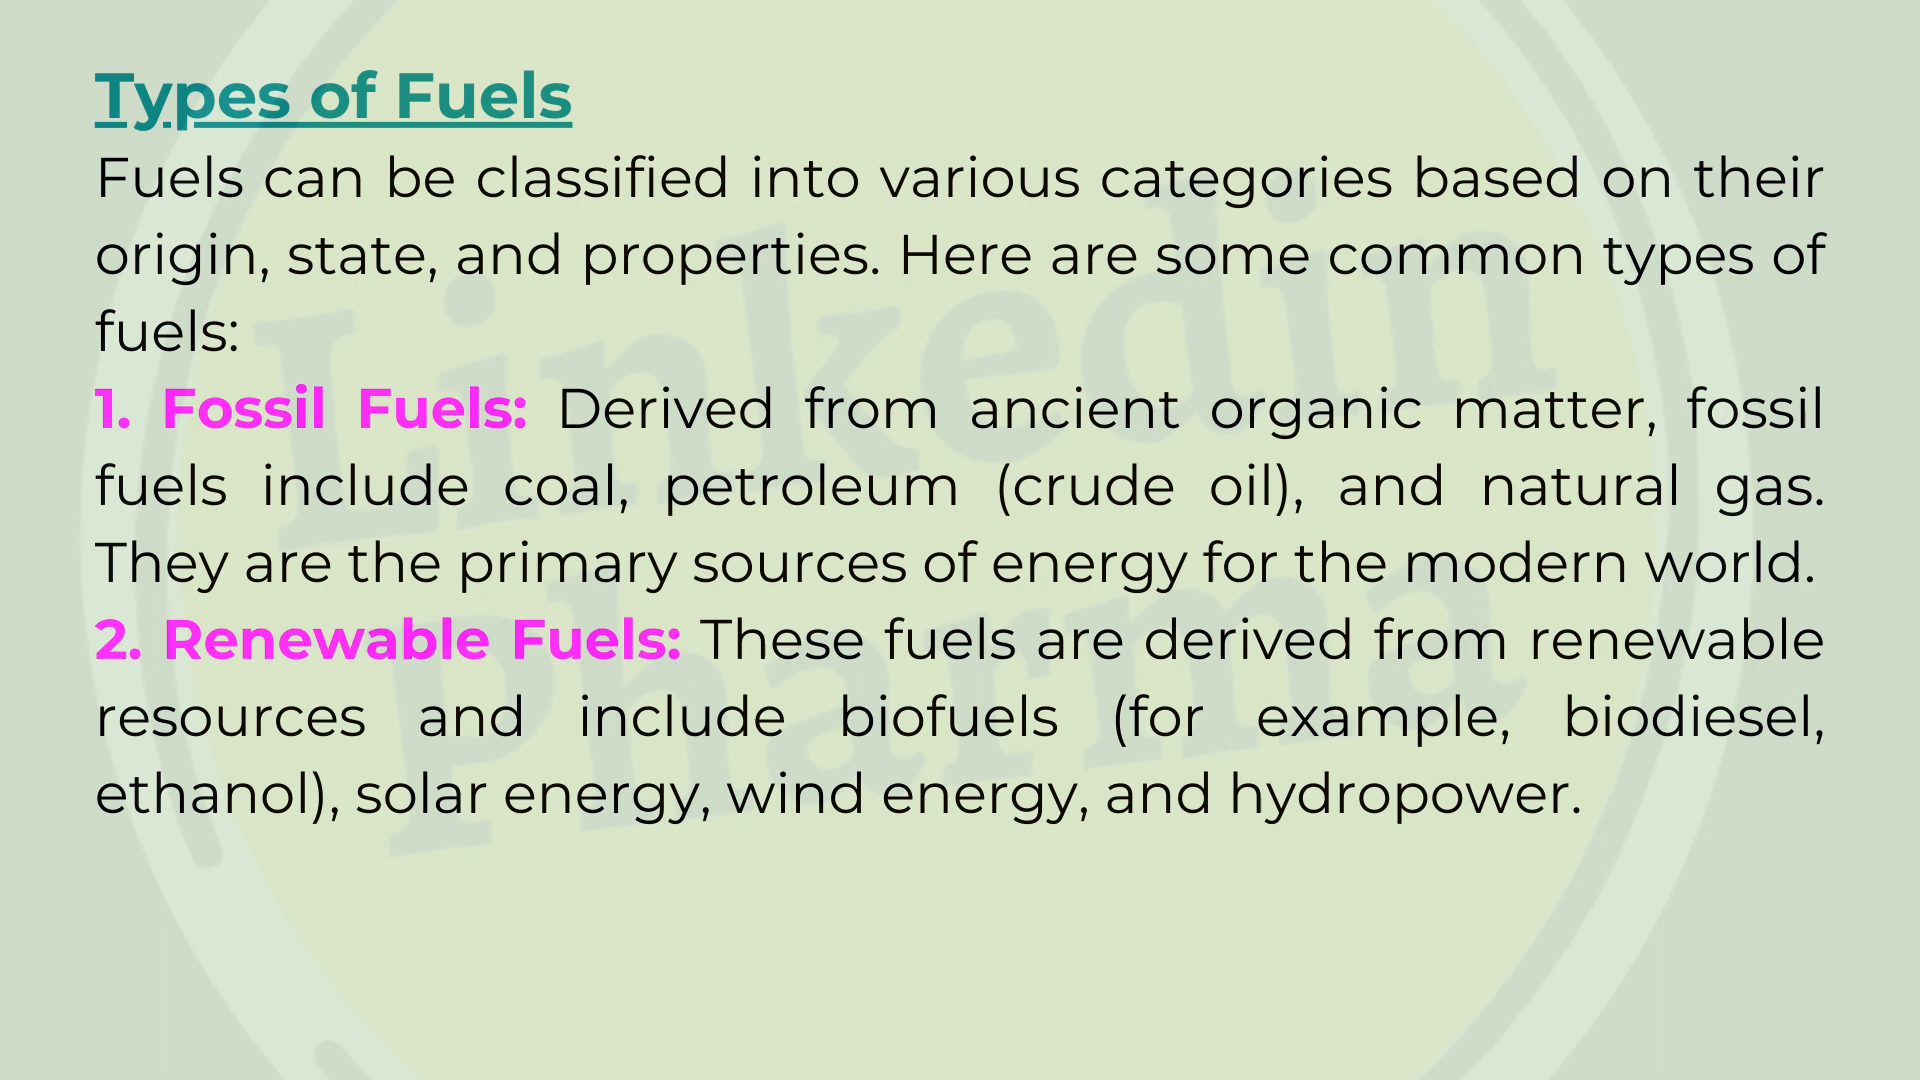 Types of Fuels
Fuels can be classified into various categories based on their
origin, state, and properties. Here are some common types of
fuels:
1. Fossil Fuels: Derived from ancient organic matter, fossil
fuels include coal, petroleum (crude oil), and natural gas.
They are the primary sources of energy for the modern world.
2. Renewable Fuels: These fuels are derived from renewable
resources and include biofuels (for example, biodiesel,
ethanol), solar energy, wind energy, and hydropower.
Linkedin
Pharma